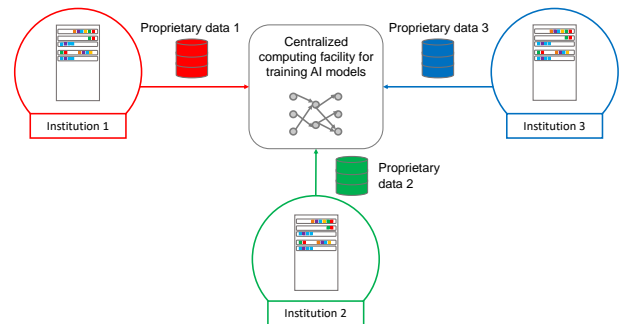 Proprietary data 1
Centralized
computing facility for
training AI models
Proprietary data 3
Institution 1
Institution 3
Proprietary
data 2
Institution 2